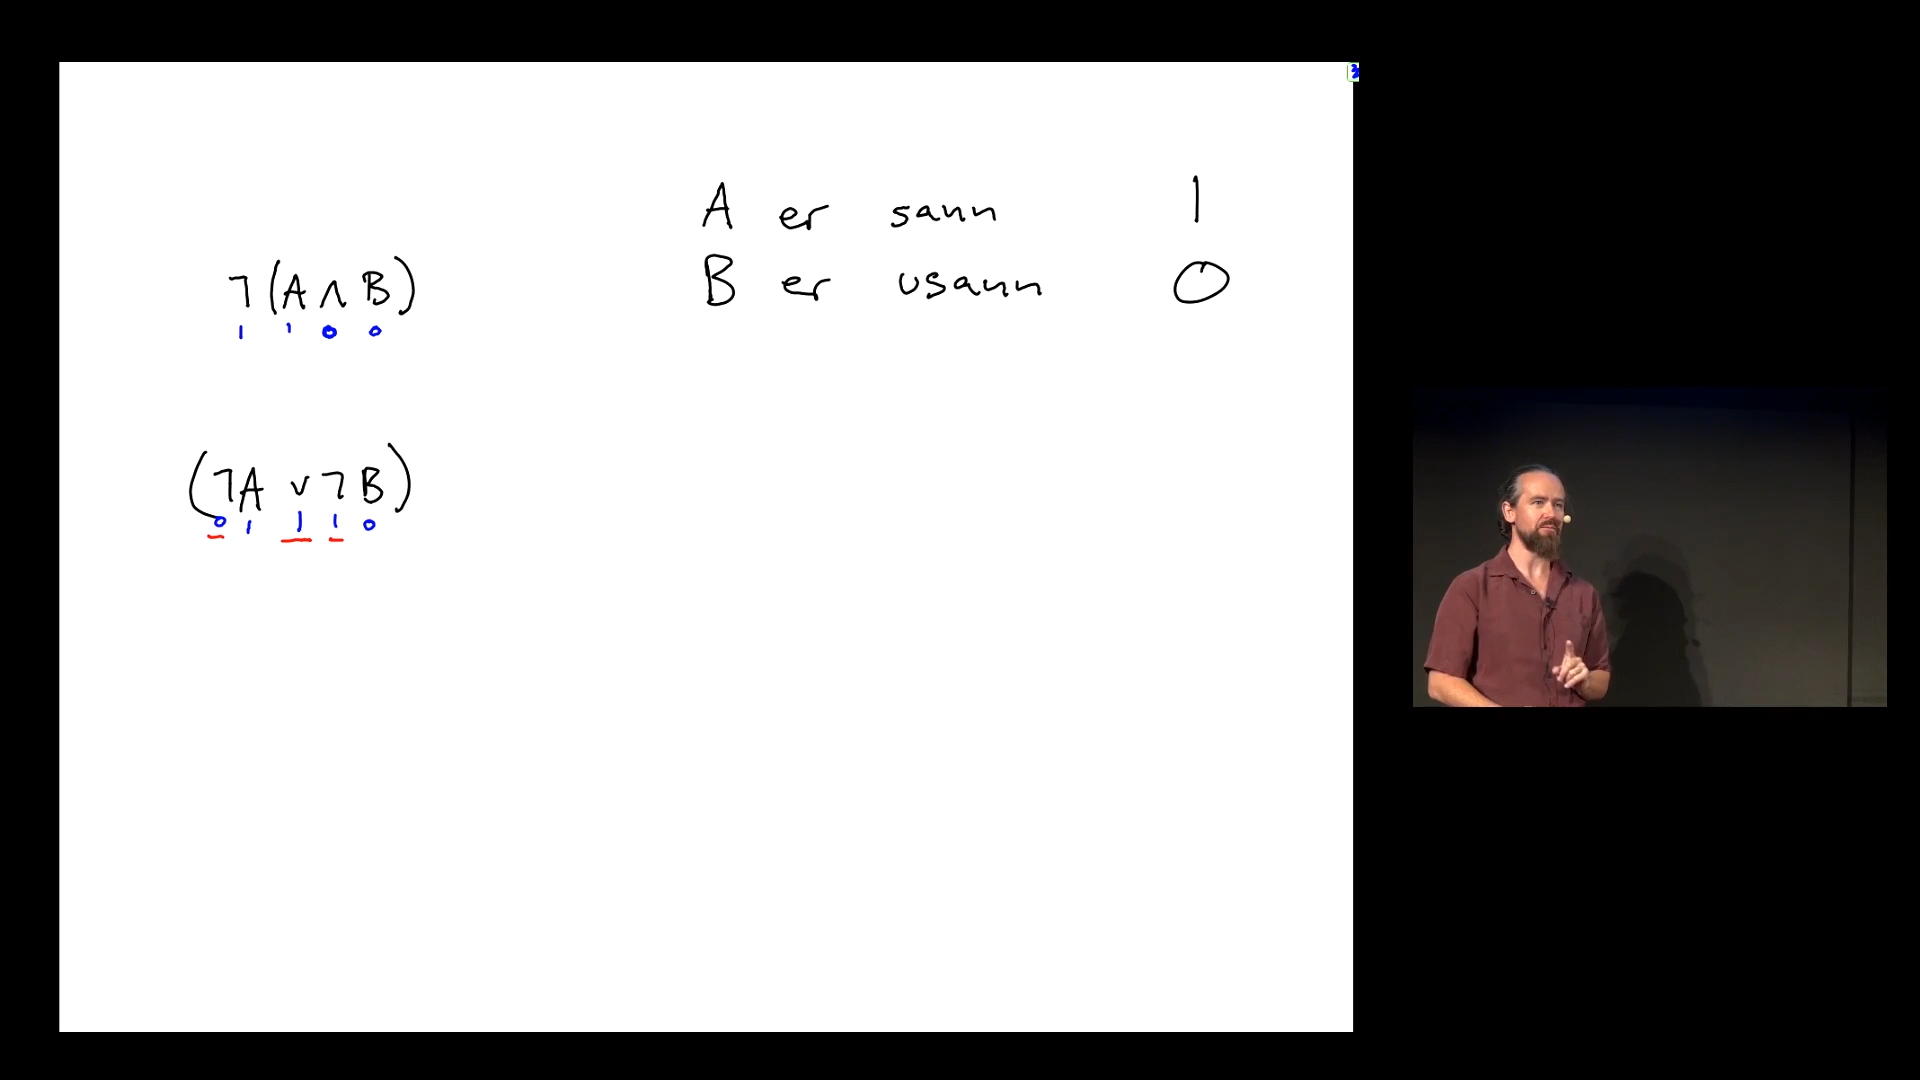 A er sann 1
B er usann 0
¬(A ∧ B)
1 1 0 0
(¬A ∨ ¬B)
0 1 1 1 0